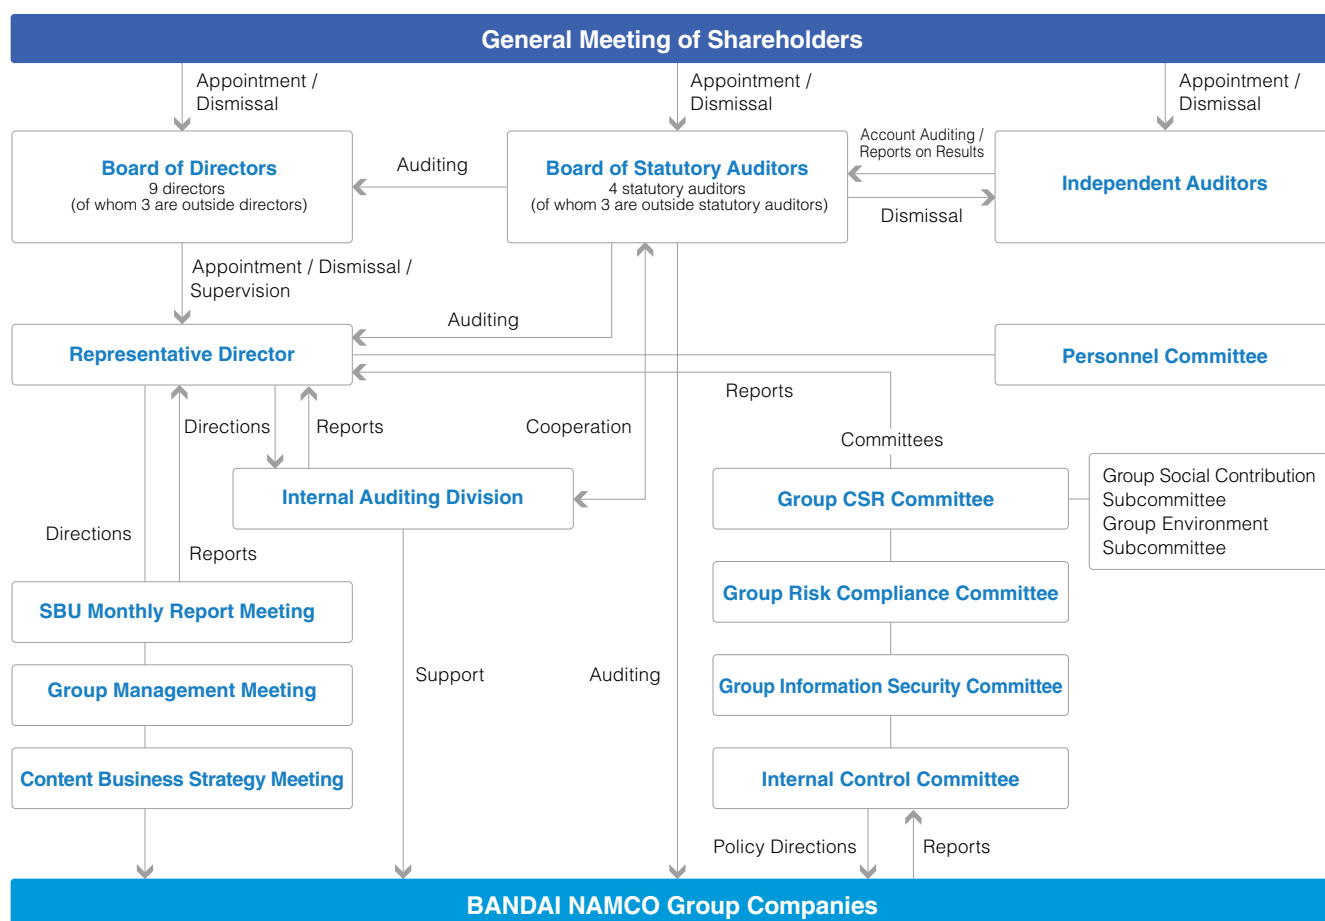 General Meeting of Shareholders
Appointment /
Dismissal
Appointment /
Dismissal
Appointment /
Dismissal
Board of Directors
9 directors
(of whom 3 are outside directors)
Auditing
Board of Statutory Auditors
4 statutory auditors
(of whom 3 are outside statutory auditors)
Account Auditing /
Reports on Results
Dismissal
Independent Auditors
Appointment / Dismissal /
Supervision
Auditing
Representative Director
Personnel Committee
Reports
Directions
Reports
Cooperation
Committees
Internal Auditing Division
Group CSR Committee
Group Social Contribution
Subcommittee
Group Environment
Subcommittee
Directions
Reports
SBU Monthly Report Meeting
Group Risk Compliance Committee
Group Management Meeting
Support
Auditing
Group Information Security Committee
Content Business Strategy Meeting
Internal Control Committee
Policy Directions
Reports
BANDAI NAMCO Group Companies